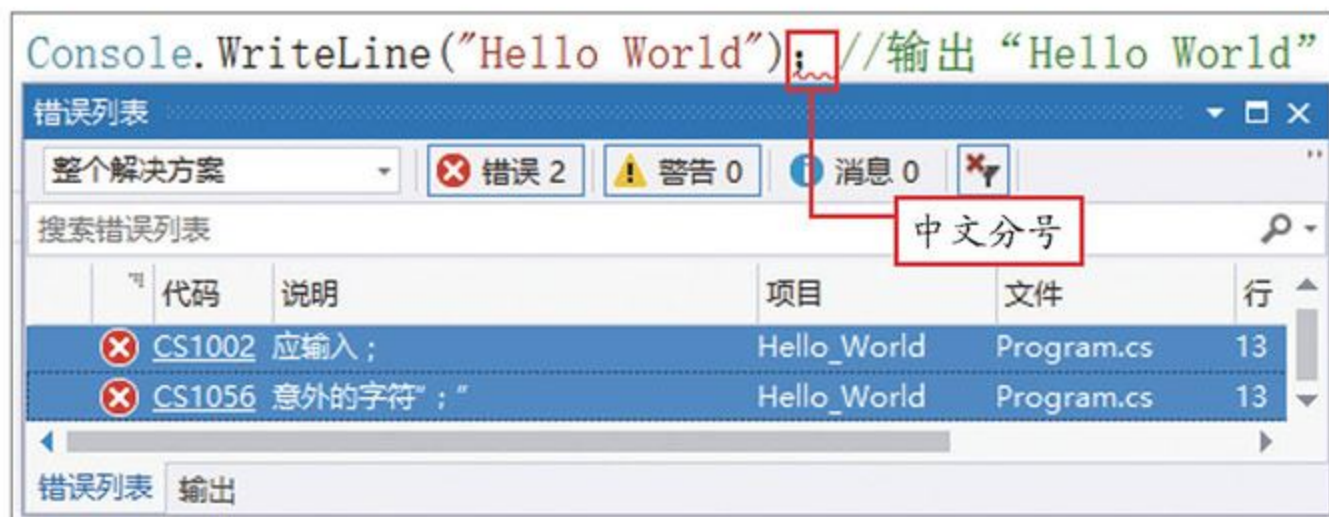 Console.WriteLine("Hello World")； //输出“Hello World”
错误列表
整个解决方案 错误 2 警告 0 消息 0
搜索错误列表
中文分号
代码 说明 项目 文件 行
CS1002 应输入 ; Hello_World Program.cs 13
CS1056 意外的字符“；” Hello_World Program.cs 13
错误列表 输出